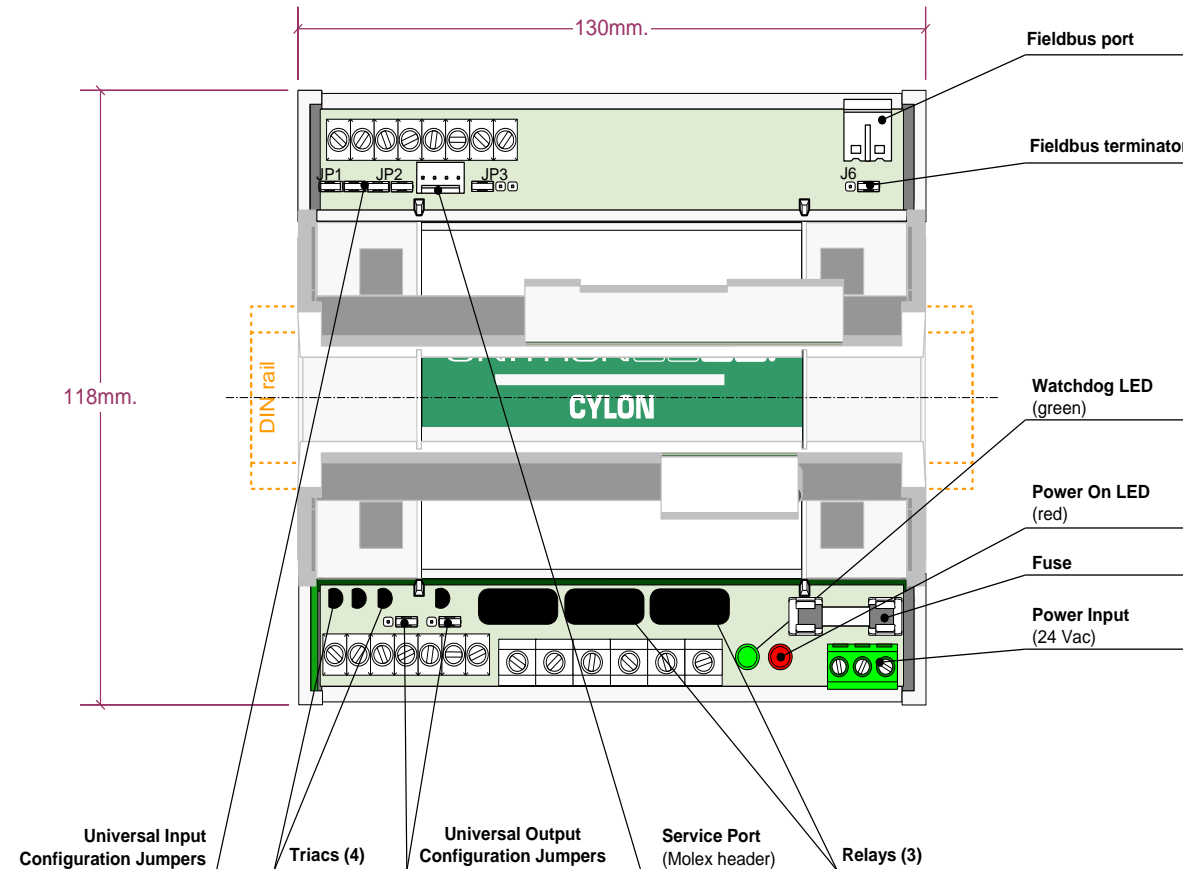 130mm.
Fieldbus port
Fieldbus terminator
JP1
JP2
JP3
J6
118mm.
DIN rail
CYLON
Watchdog LED
(green)
Power On LED
(red)
Fuse
Power Input
(24 Vac)
Universal Input
Configuration Jumpers
Triacs (4)
Universal Output
Configuration Jumpers
Service Port
(Molex header)
Relays (3)